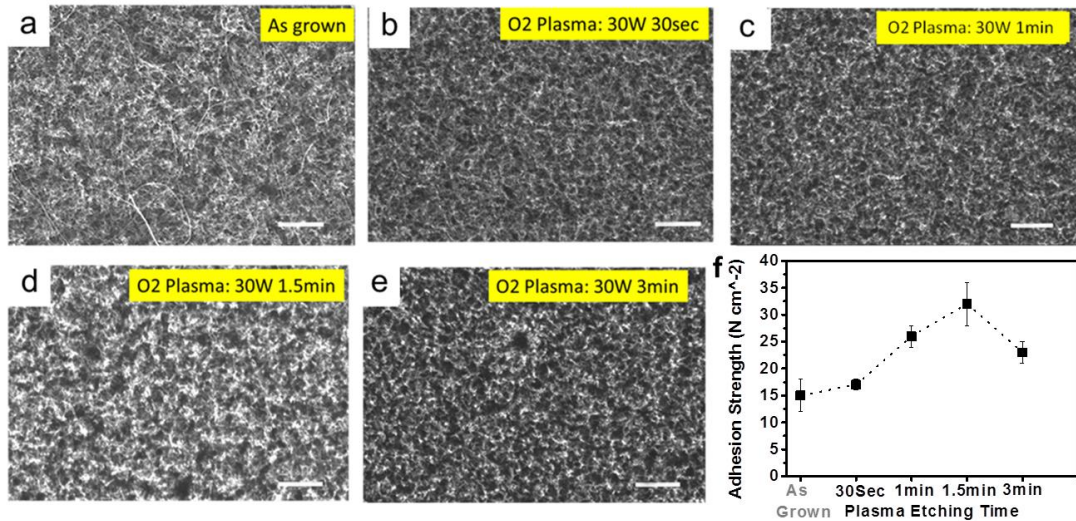 a
As grown
b
O2 Plasma: 30W 30sec
c
O2 Plasma: 30W 1min
d
O2 Plasma: 30W 1.5min
e
O2 Plasma: 30W 3min
f
Adhesion Strength (N cm^-2)
40
35
30
25
20
15
10
5
0
As Grown
30Sec
1min
1.5min
3min
Plasma Etching Time